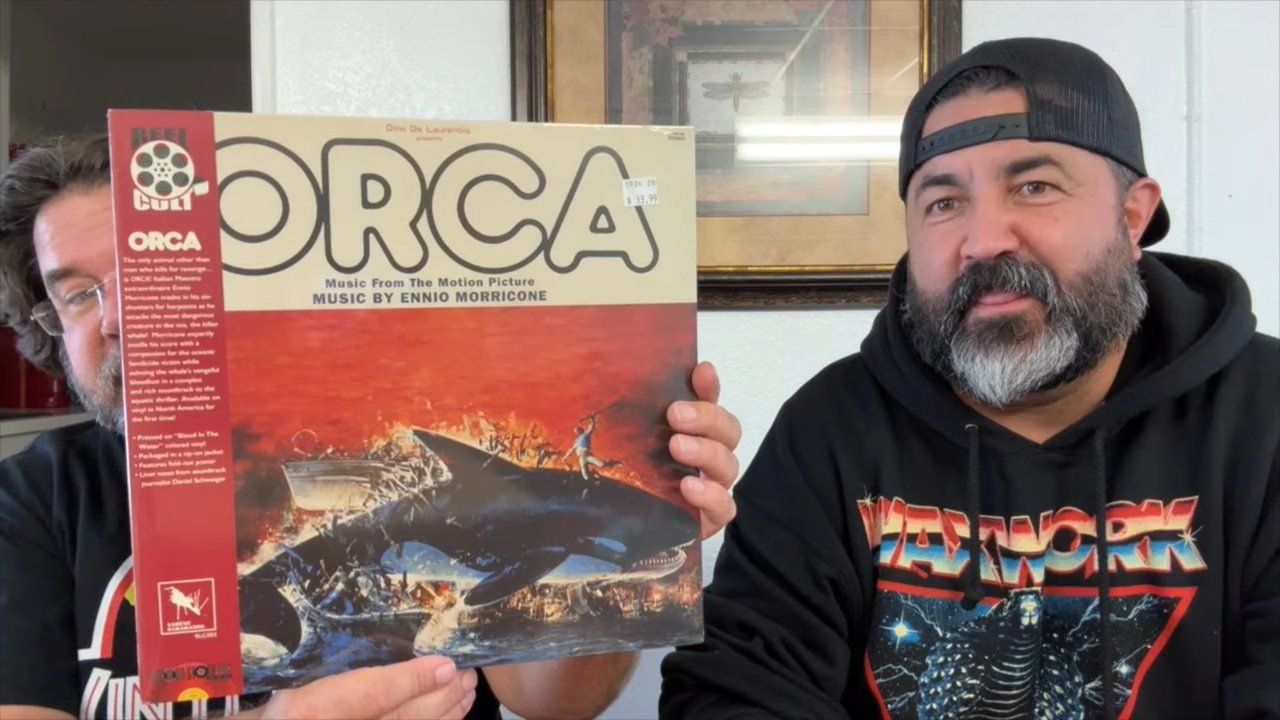 REEL
CULT
ORCA
The only animal other than
man who kills for revenge...
is ORCA! Italian Maestro
extraordinaire Ennio
Morricone trades in his six-
shooters for harpoons as he
attacks the most dangerous
creature in the sea, the killer
whale! Morricone expertly
instills his score with a
compassion for the oceanic
familicide victim while
echoing the whale's vengeful
bloodlust in a complex
and rich soundtrack to the
aquatic thriller. Available on
vinyl in North America for
the first time!
• Pressed on "Blood In The
Water" colored vinyl
• Packaged in a tip-on jacket
• Features fold-out poster
• Liner notes from soundtrack
journalist Daniel Schweiger
VARESE
SARABANDE
Dino De Laurentiis
presents
ORCA
$ 33.99
Music From The Motion Picture
MUSIC BY ENNIO MORRICONE
WAXWORK